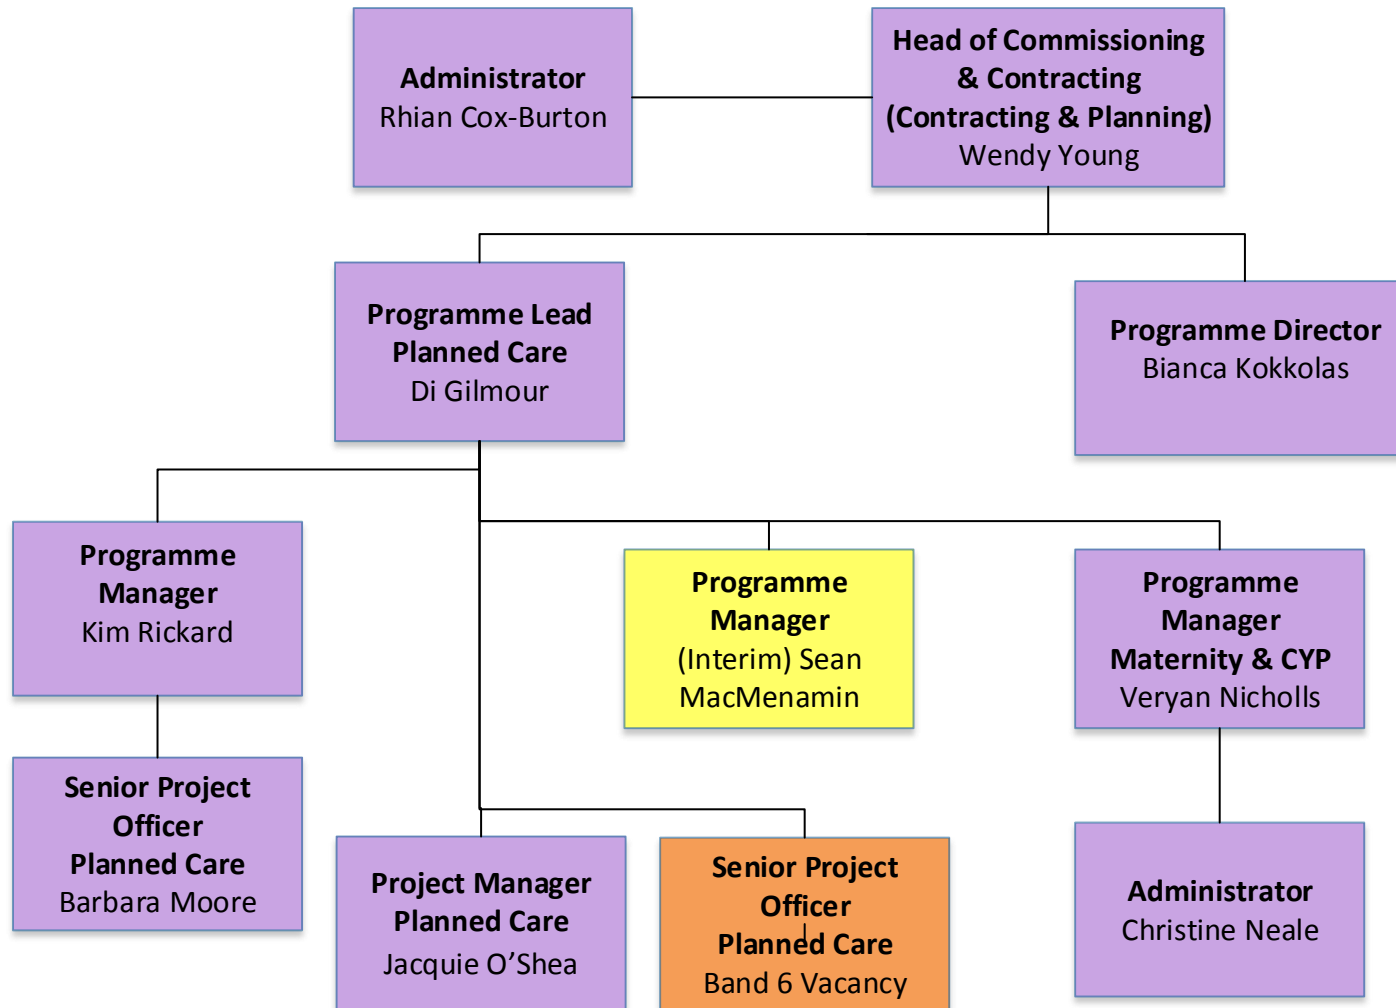 Administrator
Rhian Cox-Burton
Head of Commissioning
& Contracting
(Contracting & Planning)
Wendy Young
Programme Lead
Planned Care
Di Gilmour
Programme Director
Bianca Kokkolas
Programme
Manager
Kim Rickard
Programme
Manager
(Interim) Sean
MacMenamin
Programme
Manager
Maternity & CYP
Veryan Nicholls
Senior Project
Officer
Planned Care
Barbara Moore
Project Manager
Planned Care
Jacquie O’Shea
Senior Project
Officer
Planned Care
Band 6 Vacancy
Administrator
Christine Neale